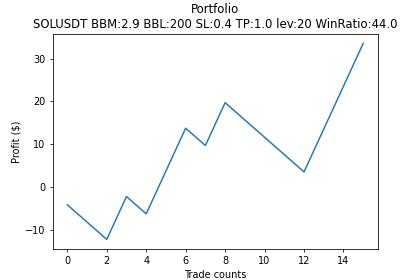 Portfolio
SOLUSDT BBM:2.9 BBL:200 SL:0.4 TP:1.0 lev:20 WinRatio:44.0
30
20
10
0
−10
Profit ($)
0 2 4 6 8 10 12 14
Trade counts